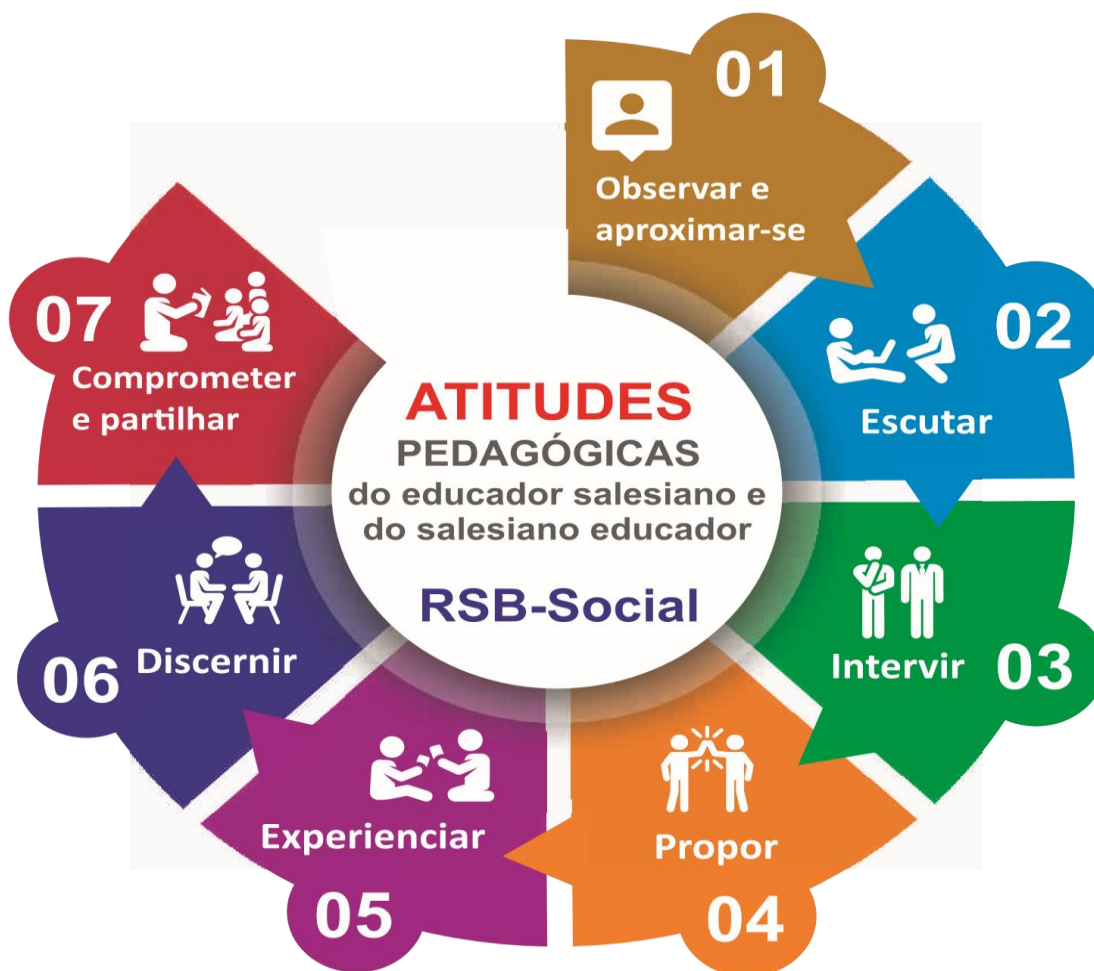 ATITUDES
PEDAGÓGICAS
do educador salesiano e
do salesiano educador
RSB-Social
01
Observar e
aproximar-se
02
Escutar
03
Intervir
04
Propor
05
Experienciar
06
Discernir
07
Comprometer
e partilhar